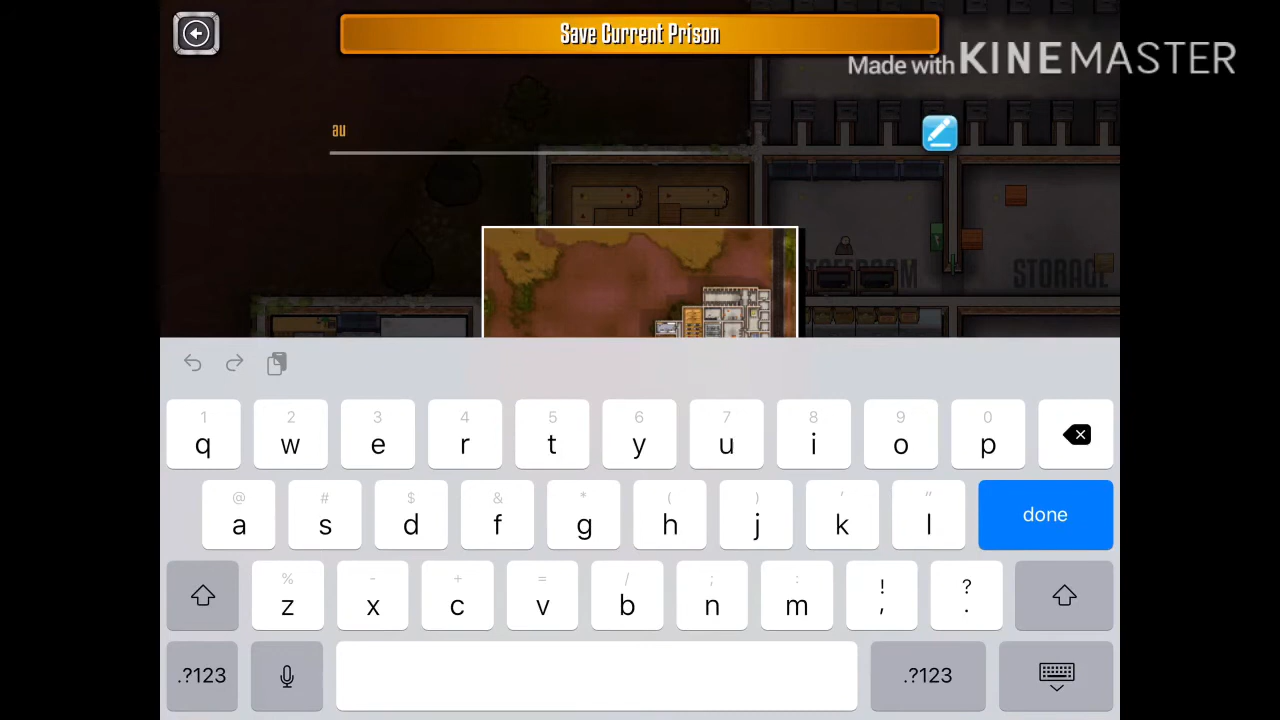 Save Current Prison
Made with KINEMASTER
au
STORAGE
1 2 3 4 5 6 7 8 9 0
q w e r t y u i o p
@ # $ & * ( ) ' "
a s d f g h j k l done
% - + = / ; : ! ?
z x c v b n m , .
.?123 .?123